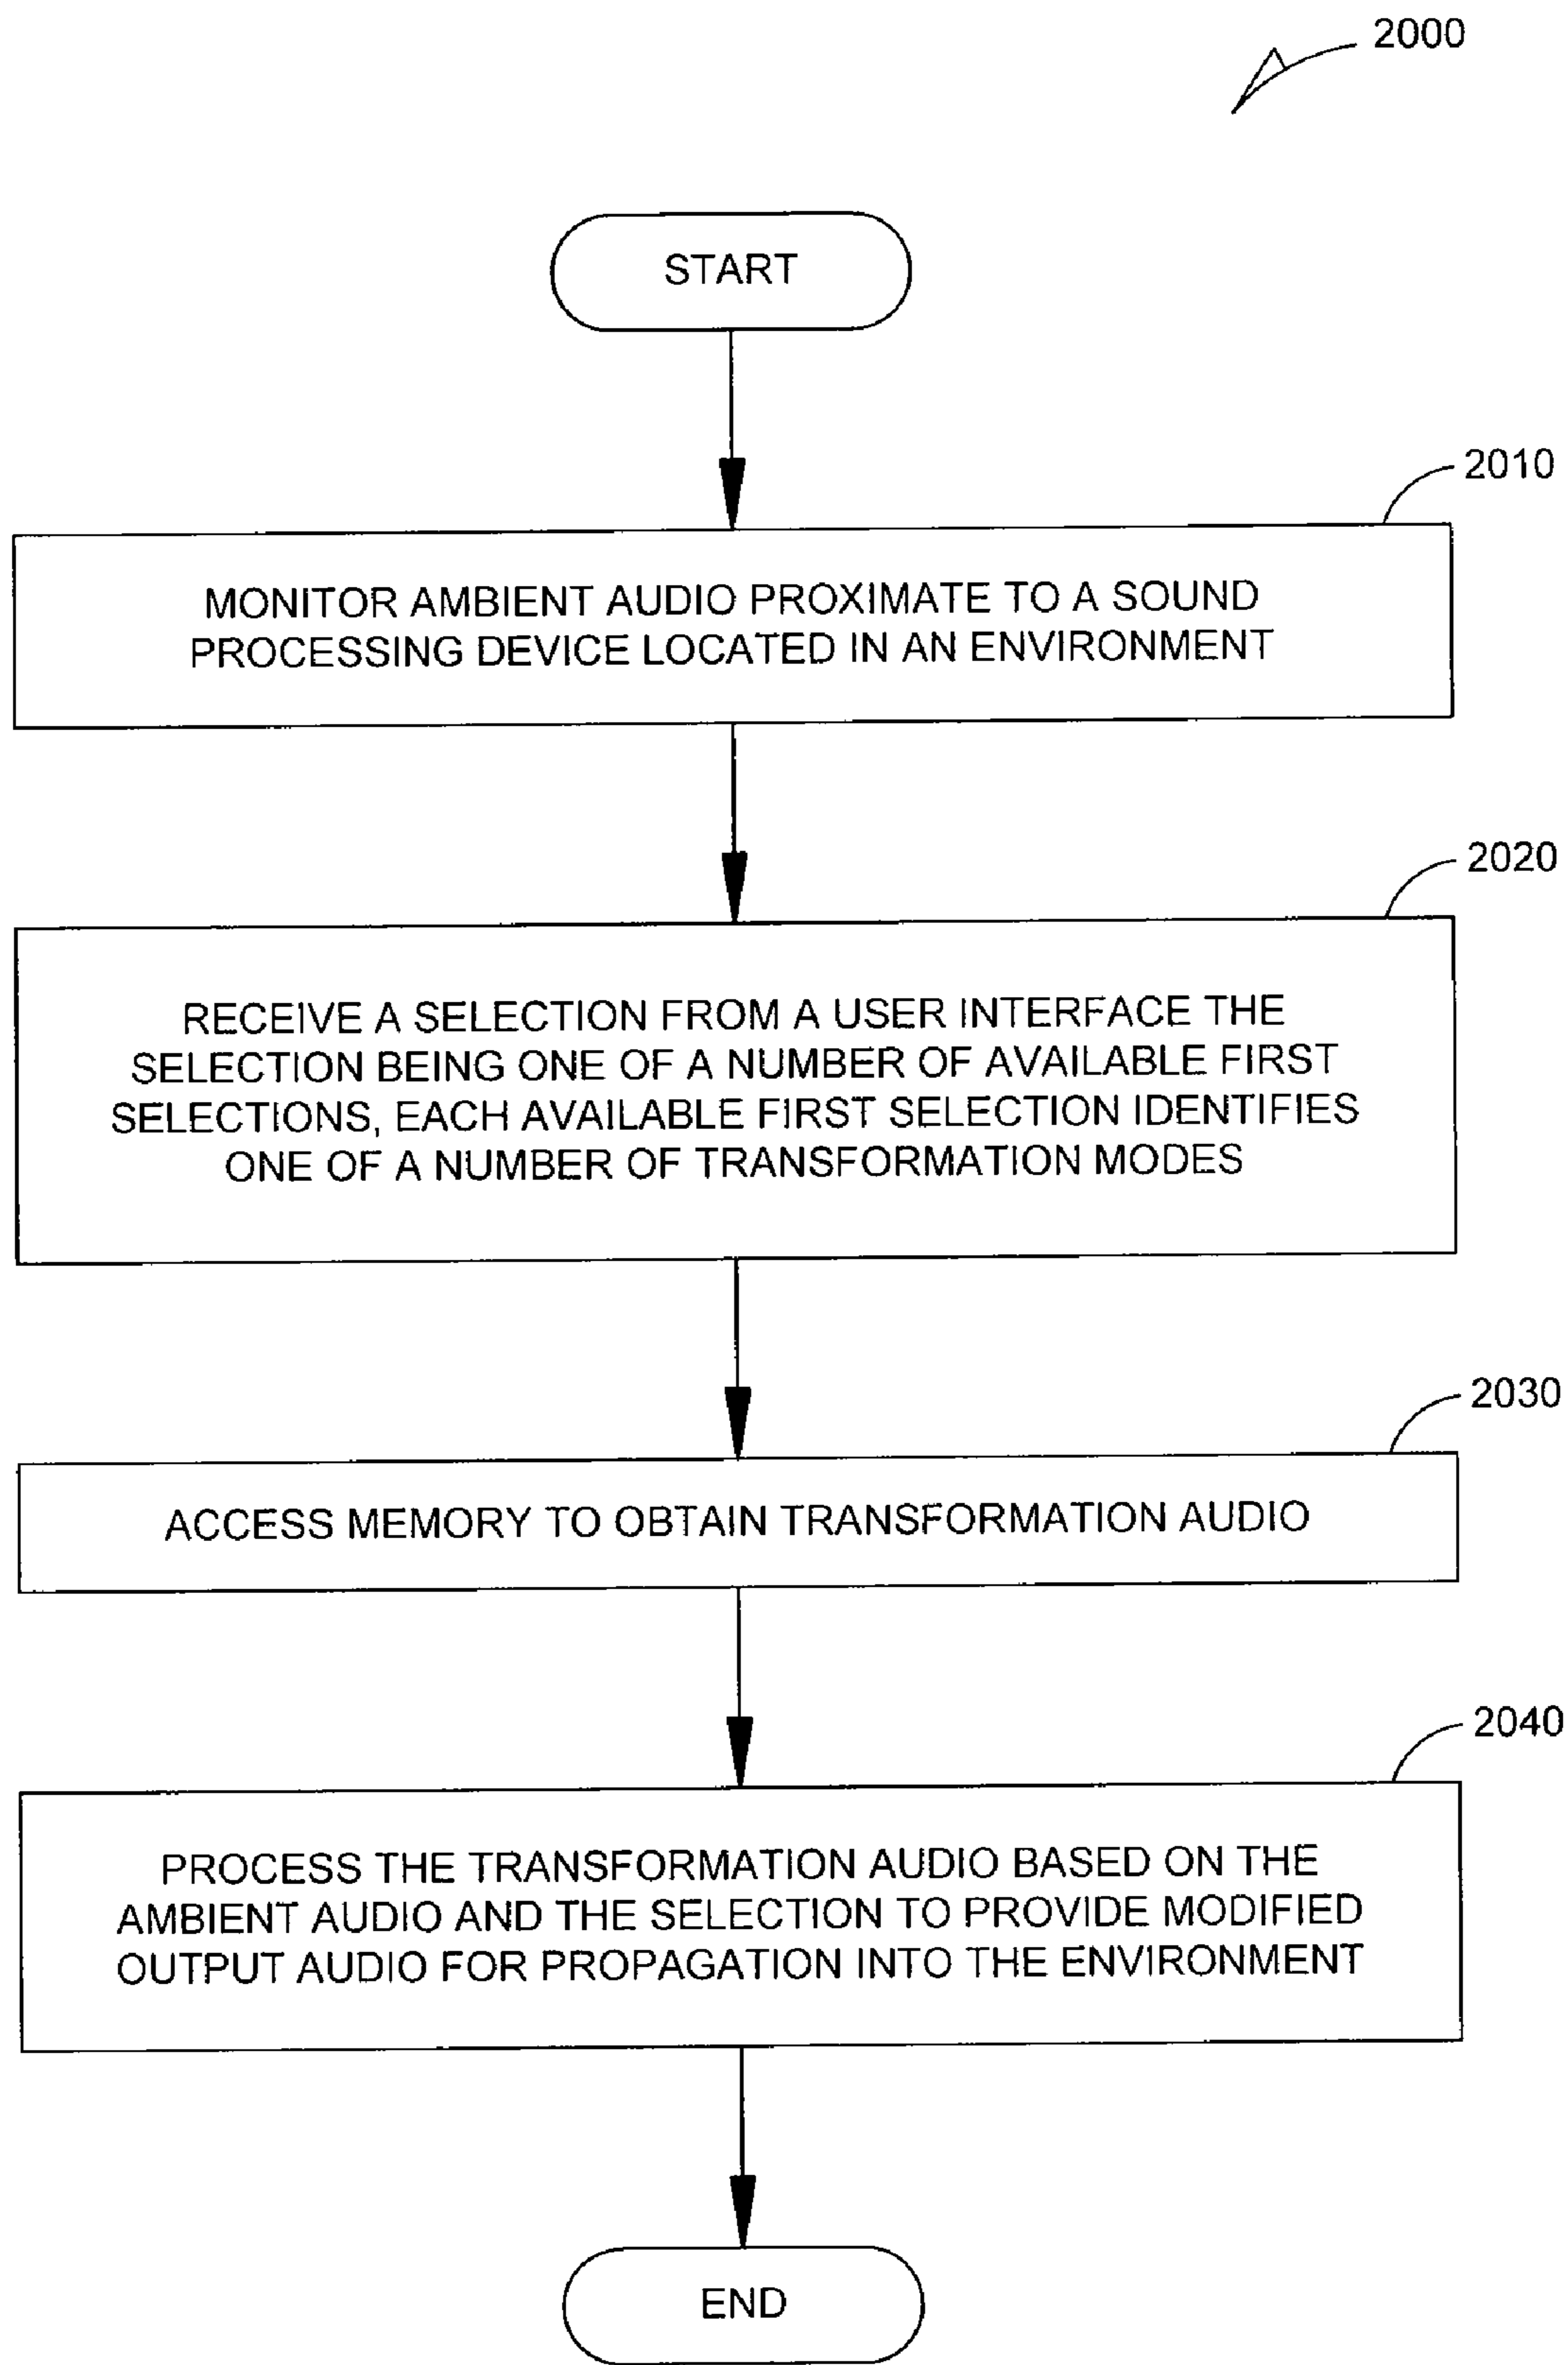 2000
START
2010
MONITOR AMBIENT AUDIO PROXIMATE TO A SOUND
PROCESSING DEVICE LOCATED IN AN ENVIRONMENT
2020
RECEIVE A SELECTION FROM A USER INTERFACE THE
SELECTION BEING ONE OF A NUMBER OF AVAILABLE FIRST
SELECTIONS, EACH AVAILABLE FIRST SELECTION IDENTIFIES
ONE OF A NUMBER OF TRANSFORMATION MODES
2030
ACCESS MEMORY TO OBTAIN TRANSFORMATION AUDIO
2040
PROCESS THE TRANSFORMATION AUDIO BASED ON THE
AMBIENT AUDIO AND THE SELECTION TO PROVIDE MODIFIED
OUTPUT AUDIO FOR PROPAGATION INTO THE ENVIRONMENT
END